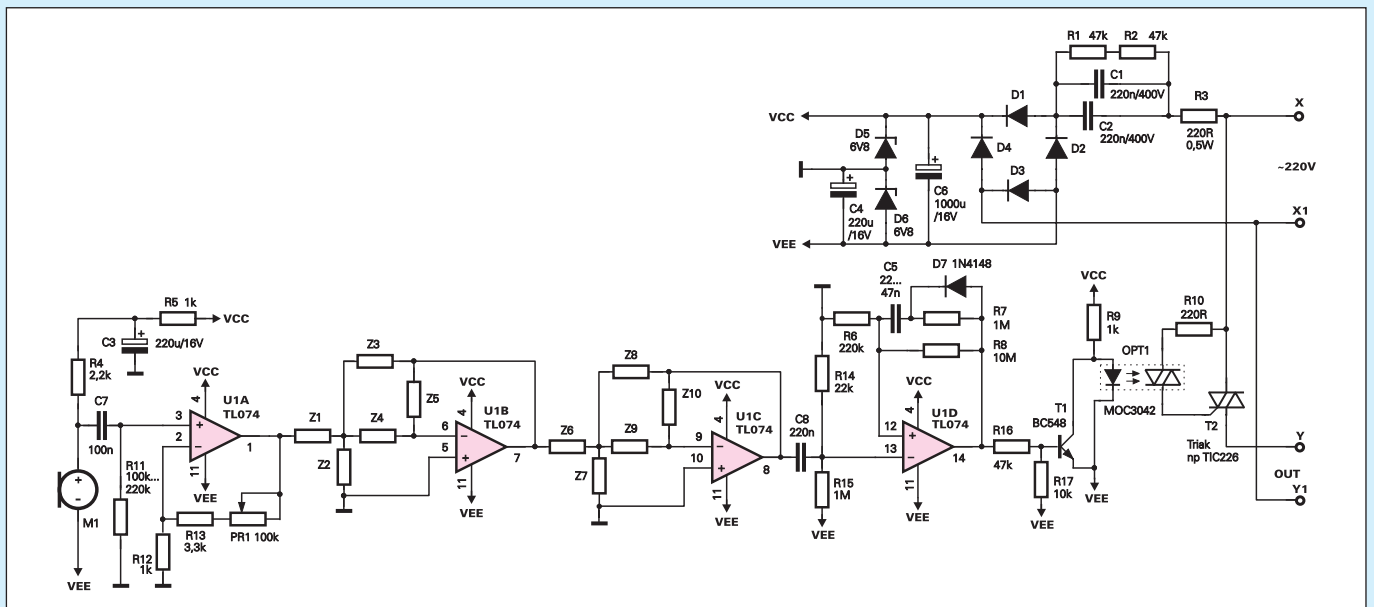 R1 47k
R2 47k
C1
220n/400V
C2
220n/400V
R3
220R
0,5W
X
~220V
X1
VCC
D1
D5
6V8
D4
D2
D3
C4
220u
/16V
D6
6V8
C6
1000u
/16V
VEE
R5 1k
VCC
C3
220u/16V
R4
2,2k
C7
100n
R11
100k...
220k
M1
VEE
VCC
4
U1A
TL074
3
2
1
11
VEE
R13
3,3k
PR1 100k
R12
1k
Z1
Z2
Z3
Z4
Z5
VCC
4
U1B
TL074
6
5
7
11
VEE
Z6
Z7
Z8
Z9
Z10
VCC
4
U1C
TL074
9
10
8
11
VEE
C8
220n
R14
22k
R15
1M
VEE
R6
220k
C5
22...
47n
D7 1N4148
R7
1M
R8
10M
VCC
4
U1D
TL074
12
13
14
11
VEE
R16
47k
R17
10k
VEE
T1
BC548
VCC
R9
1k
VEE
OPT1
MOC3042
R10
220R
T2
Triak
np TIC226
Y
OUT
Y1